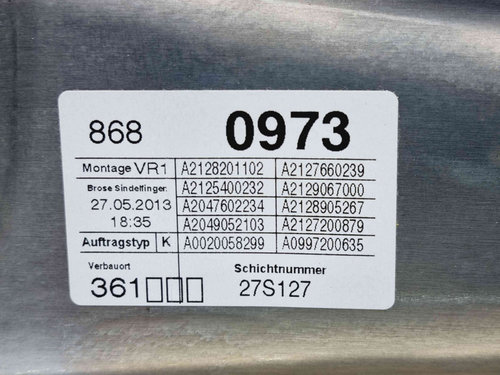 868 0973
Montage VR1 A2128201102 A2127660239
Brose Sindelfingen A2125400232 A2129067000
27.05.2013 A2047602234 A2128905267
18:35 A2049052103 A2127200879
Auftragstyp K A0020058299 A0997200635
Verbauort Schichtnummer
361□□□ 27S127